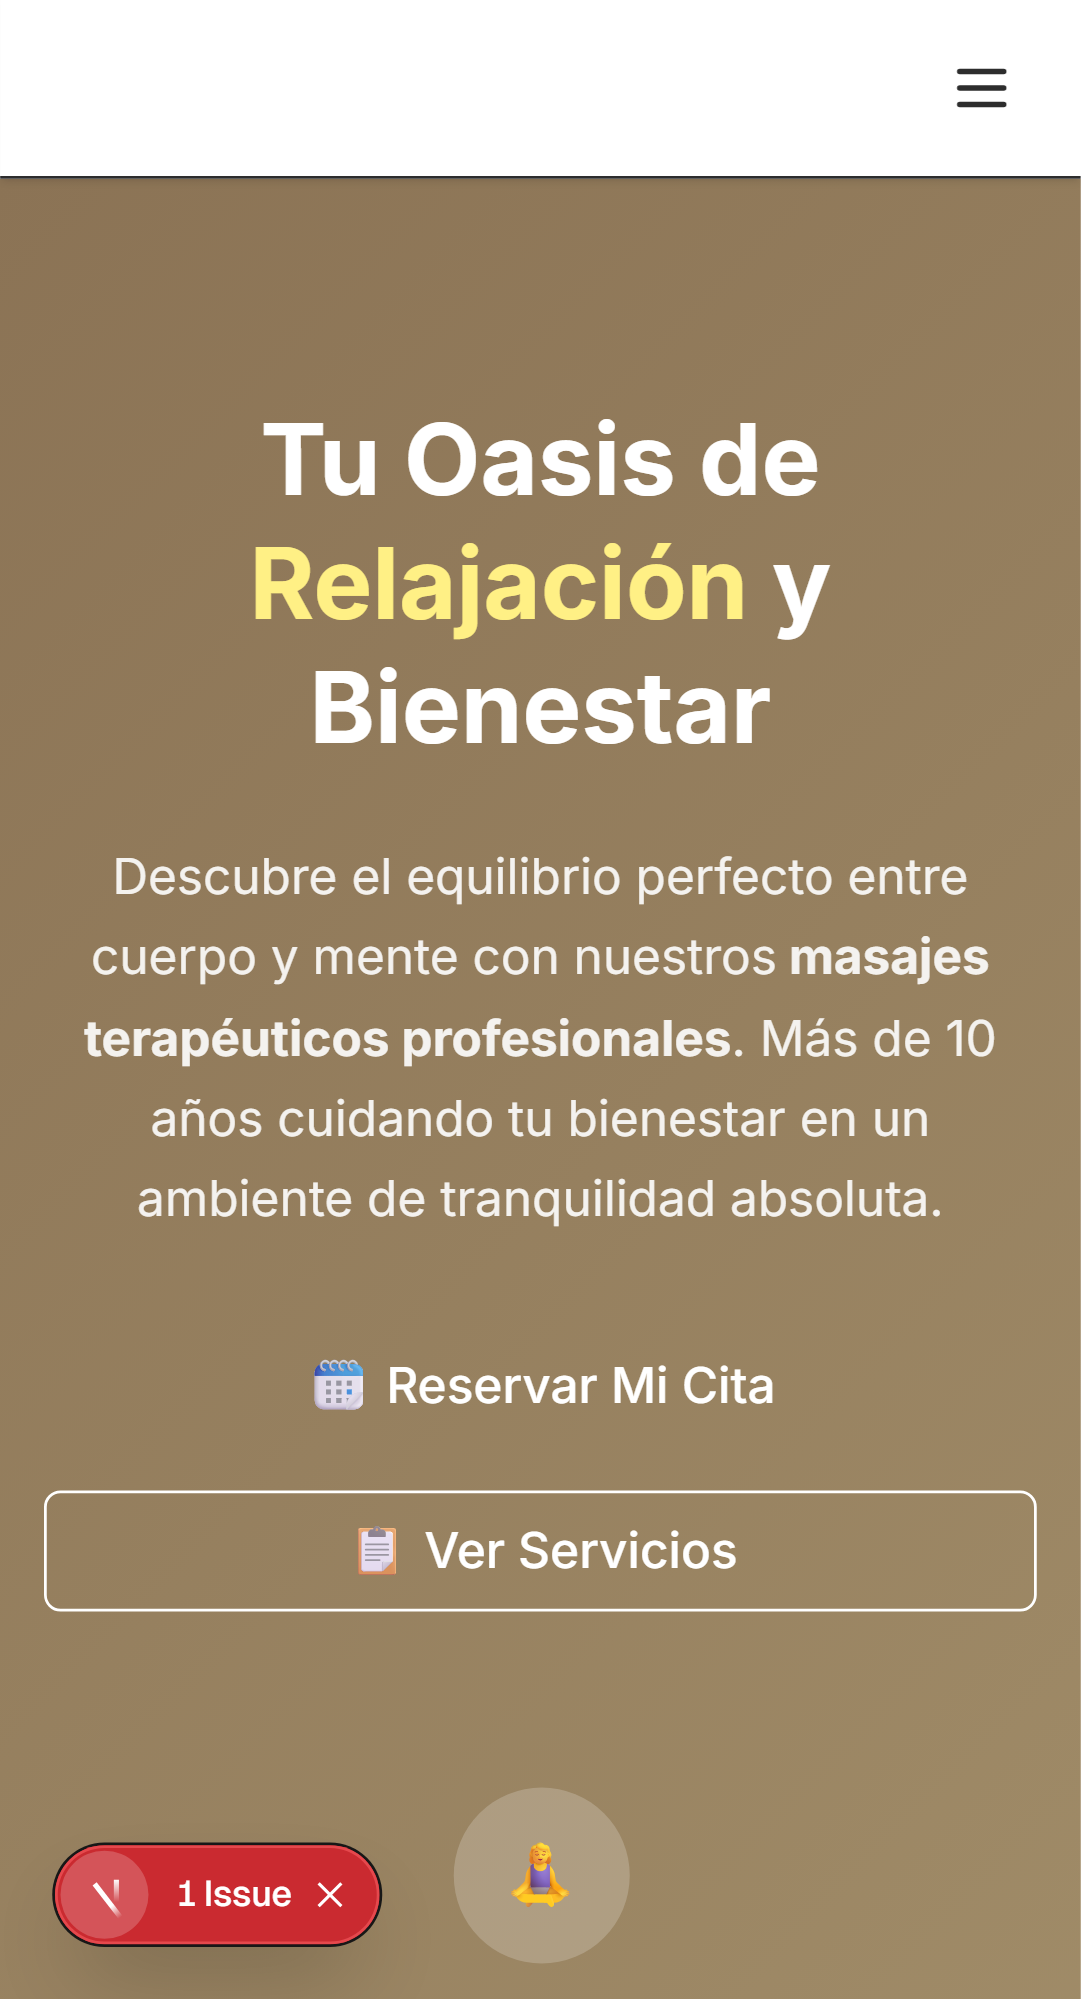 Tu Oasis de
Relajación y
Bienestar
Descubre el equilibrio perfecto entre
cuerpo y mente con nuestros masajes
terapéuticos profesionales. Más de 10
años cuidando tu bienestar en un
ambiente de tranquilidad absoluta.
Reservar Mi Cita
Ver Servicios
1 Issue